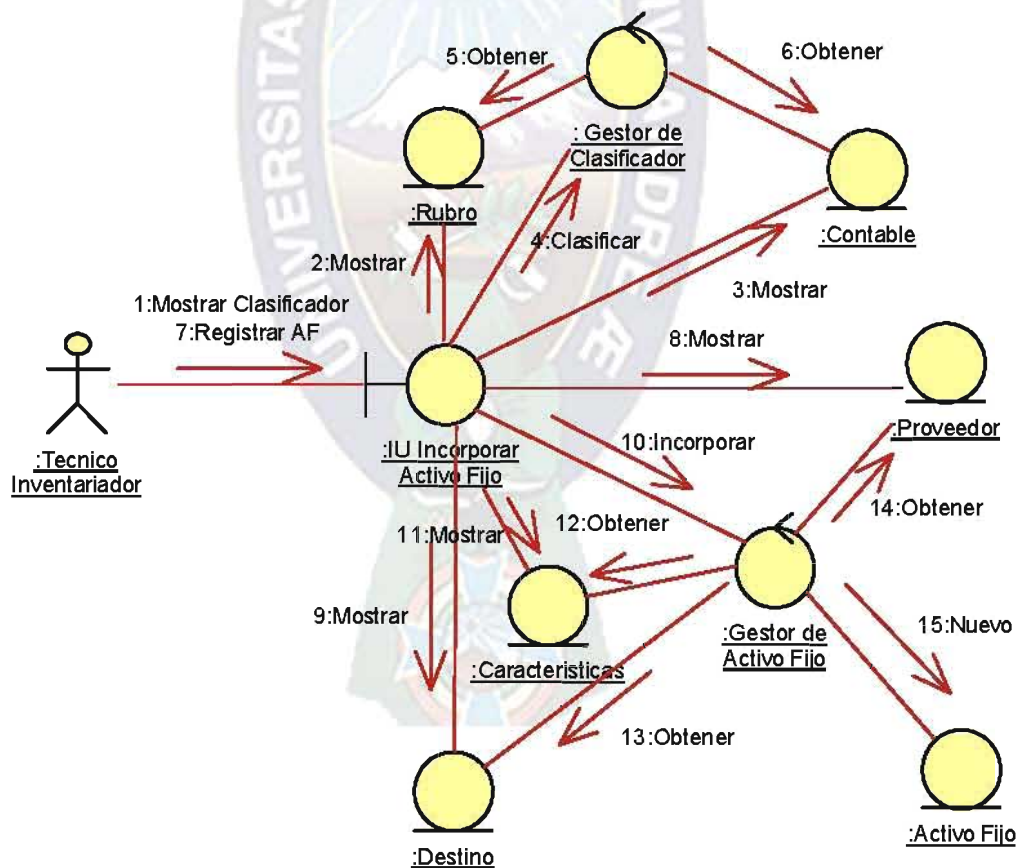 5:Obtener
6:Obtener
: Gestor de
Clasificador
:Rubro
:Contable
4:Clasificar
2:Mostrar
3:Mostrar
1:Mostrar Clasificador
7:Registrar AF
8:Mostrar
:Tecnico
Inventariador
:IU Incorporar
Activo Fijo
:Proveedor
10:Incorporar
11:Mostrar
12:Obtener
14:Obtener
9:Mostrar
:Caracteristicas
:Gestor de
Activo Fijo
15:Nuevo
13:Obtener
:Destino
:Activo Fijo
UNIVERSITAS